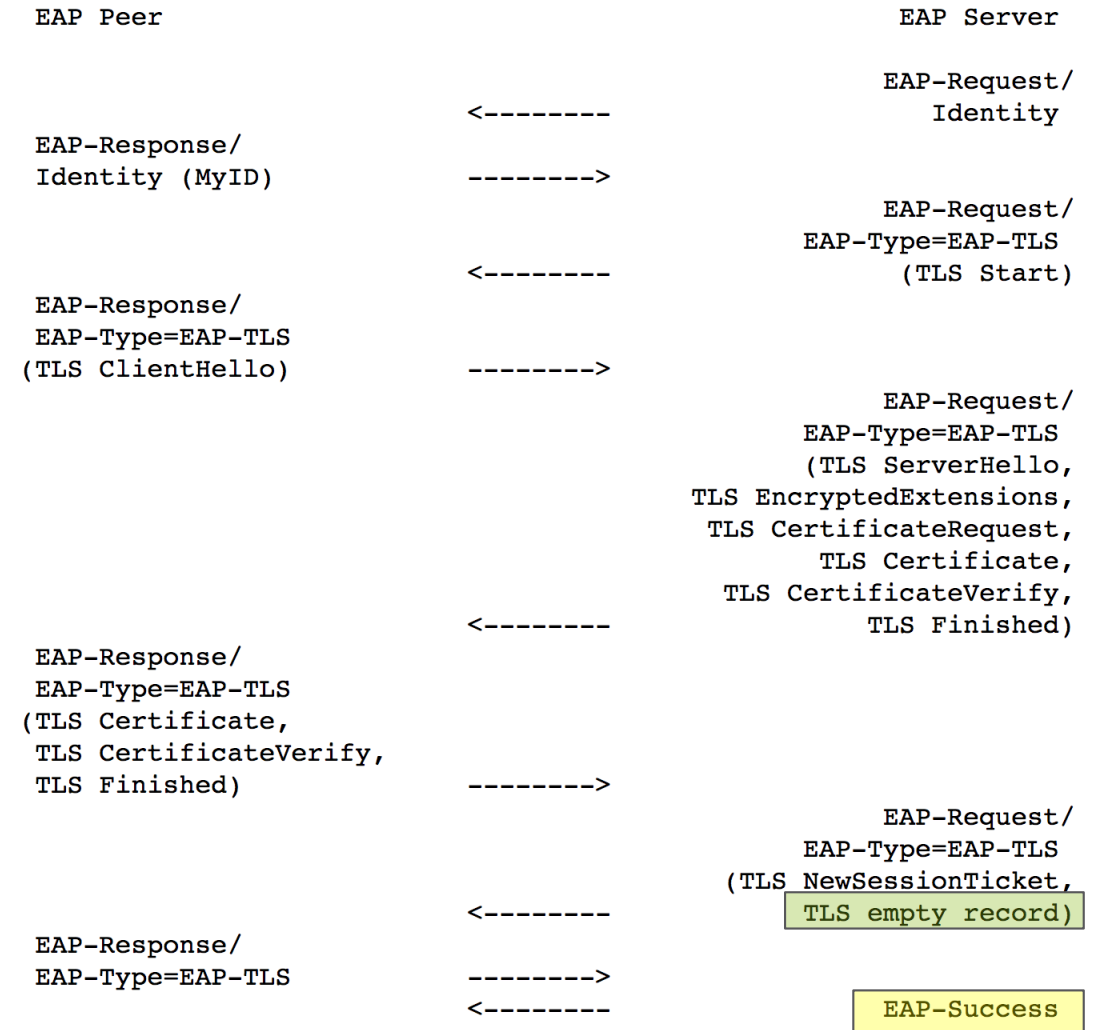 EAP Peer EAP Server
EAP-Request/
<-------- Identity
EAP-Response/
Identity (MyID) -------->
EAP-Request/
EAP-Type=EAP-TLS
<-------- (TLS Start)
EAP-Response/
EAP-Type=EAP-TLS
(TLS ClientHello) -------->
EAP-Request/
EAP-Type=EAP-TLS
(TLS ServerHello,
TLS EncryptedExtensions,
TLS CertificateRequest,
TLS Certificate,
TLS CertificateVerify,
<-------- TLS Finished)
EAP-Response/
EAP-Type=EAP-TLS
(TLS Certificate,
TLS CertificateVerify,
TLS Finished) -------->
EAP-Request/
EAP-Type=EAP-TLS
(TLS NewSessionTicket,
<-------- TLS empty record)
EAP-Response/
EAP-Type=EAP-TLS -------->
<-------- EAP-Success